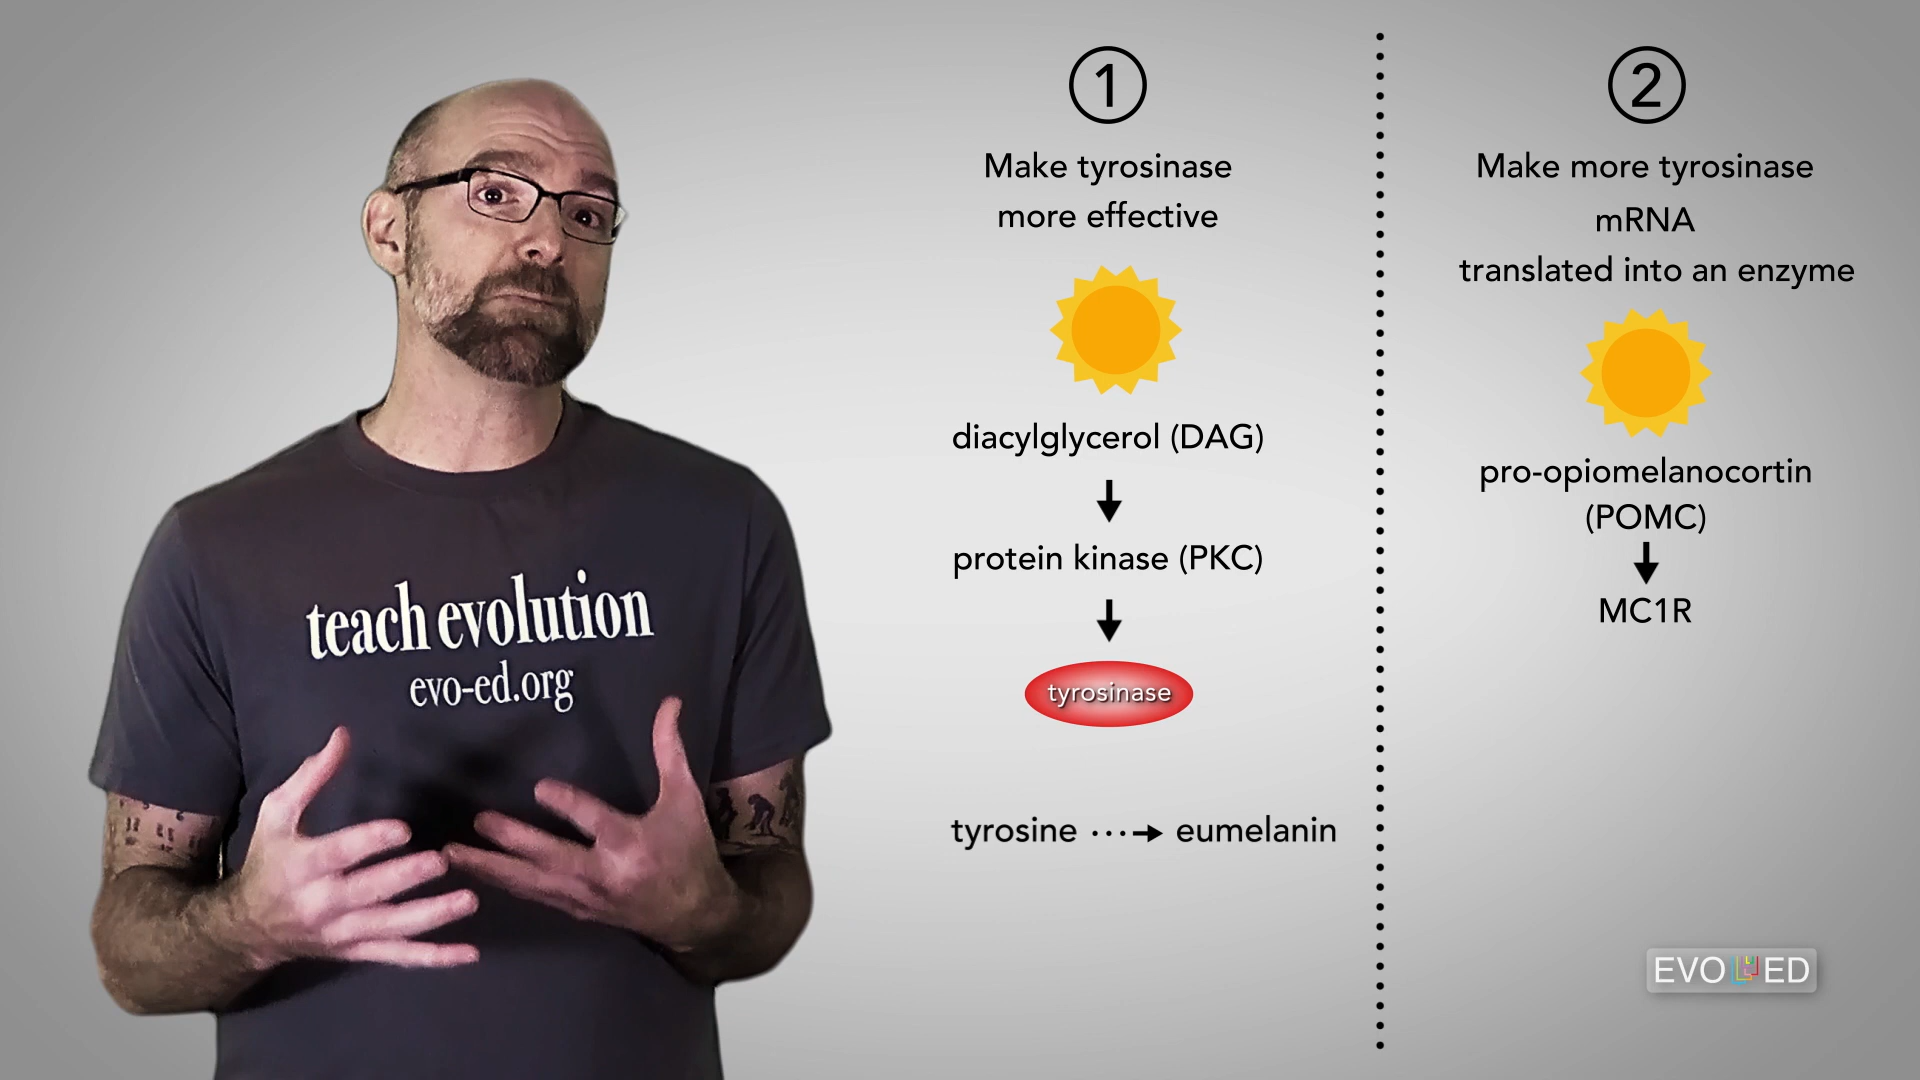 teach evolution
evo-ed.org
1
Make tyrosinase
more effective
diacylglycerol (DAG)
protein kinase (PKC)
tyrosinase
tyrosine ···→ eumelanin
2
Make more tyrosinase
mRNA
translated into an enzyme
pro-opiomelanocortin
(POMC)
MC1R
EVO ED